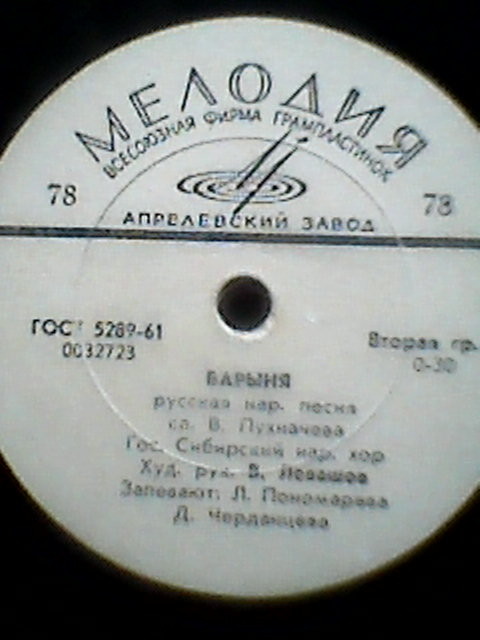 МЕЛОДИЯ
ВСЕСОЮЗНАЯ ФИРМА ГРАМПЛАСТИНОК
78 78
АПРЕЛЕВСКИЙ ЗАВОД
ГОСТ 5289-61
0032723
Вторая гр.
0-30
БАРЫНЯ
русская нар. песня
сл. В. Пухначева
Гос. Сибирский нар. хор
Худ. рук. В. Левашов
Запевают: Л. Пономарева
Д. Черданцева